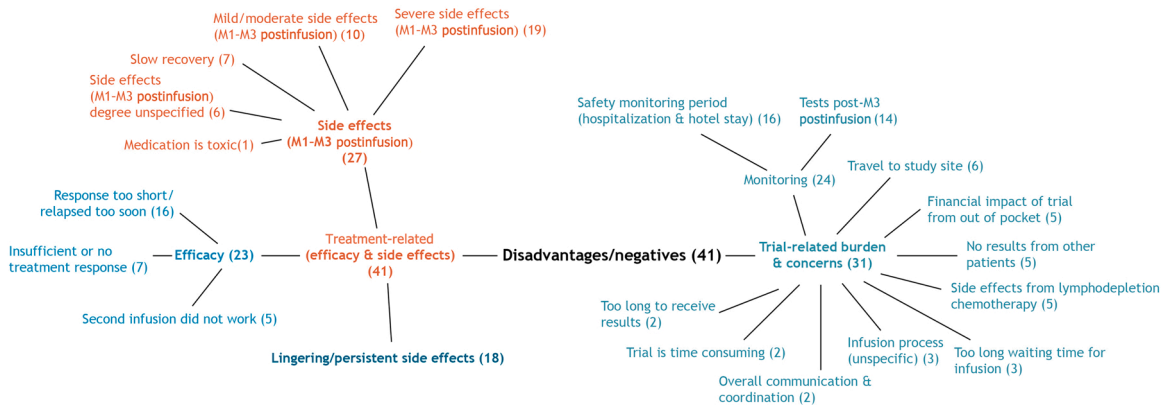 Mild/moderate side effects
(M1-M3 postinfusion) (10)
Severe side effects
(M1-M3 postinfusion) (19)
Slow recovery (7)
Side effects
(M1-M3 postinfusion)
degree unspecified (6)
Medication is toxic(1)
Side effects
(M1-M3 postinfusion)
(27)
Response too short/
relapsed too soon (16)
Insufficient or no
treatment response (7)
Efficacy (23)
Second infusion did not work (5)
Treatment-related
(efficacy & side effects)
(41)
Lingering/persistent side effects (18)
Disadvantages/negatives (41)
Safety monitoring period
(hospitalization & hotel stay) (16)
Tests post-M3
postinfusion (14)
Monitoring (24)
Travel to study site (6)
Financial impact of trial
from out of pocket (5)
Trial-related burden
& concerns (31)
No results from other
patients (5)
Side effects from lymphodepletion
chemotherapy (5)
Too long to receive
results (2)
Trial is time consuming (2)
Overall communication &
coordination (2)
Infusion process
(unspecific) (3)
Too long waiting time for
infusion (3)